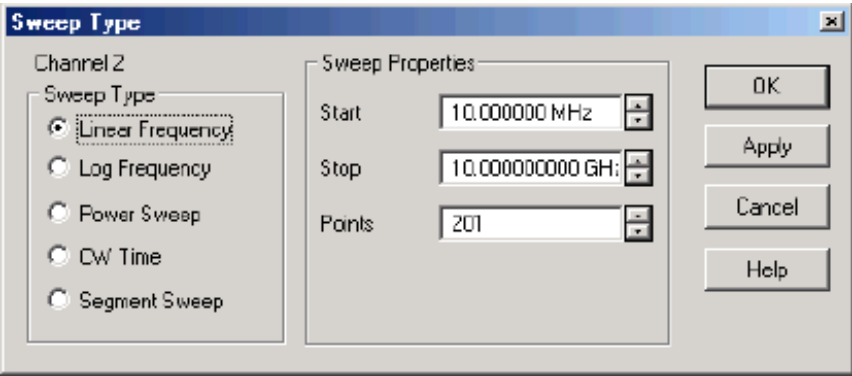 Sweep Type
Channel 2
Sweep Type
Linear Frequency
Log Frequency
Power Sweep
CW Time
Segment Sweep
Sweep Properties
Start 10.000000 MHz
Stop 10.000000000 GH
Points 201
OK
Apply
Cancel
Help